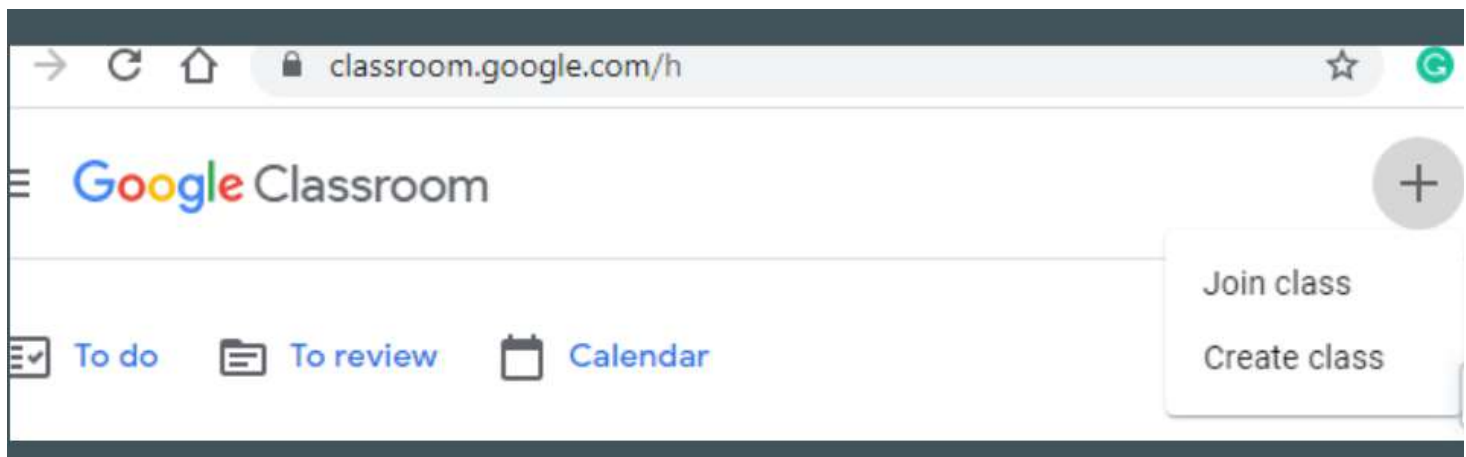 classroom.google.com/h
Google Classroom
Join class
To do To review Calendar
Create class